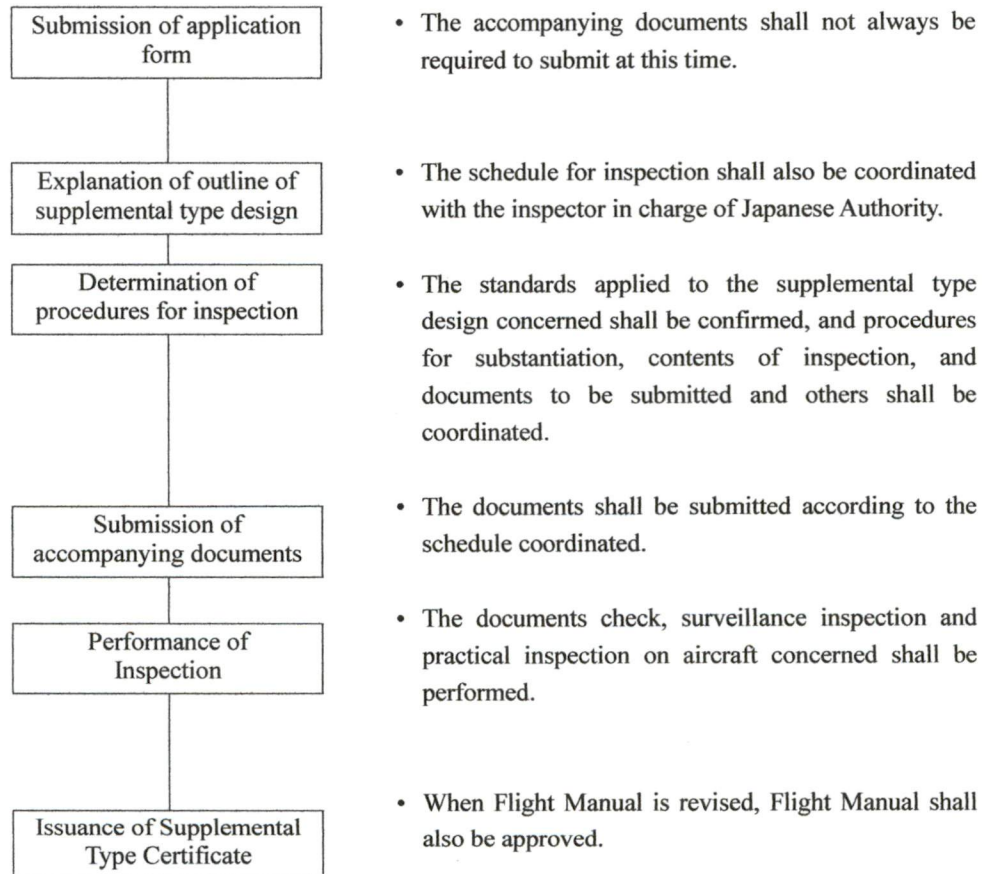 Submission of application
form
• The accompanying documents shall not always be
required to submit at this time.
Explanation of outline of
supplemental type design
• The schedule for inspection shall also be coordinated
with the inspector in charge of Japanese Authority.
Determination of
procedures for inspection
• The standards applied to the supplemental type
design concerned shall be confirmed, and procedures
for substantiation, contents of inspection, and
documents to be submitted and others shall be
coordinated.
Submission of
accompanying documents
• The documents shall be submitted according to the
schedule coordinated.
Performance of
Inspection
• The documents check, surveillance inspection and
practical inspection on aircraft concerned shall be
performed.
Issuance of Supplemental
Type Certificate
• When Flight Manual is revised, Flight Manual shall
also be approved.